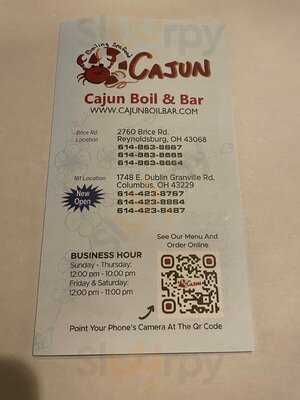 Boiling Seafood
CAJUN
Cajun Boil & Bar
WWW.CAJUNBOILBAR.COM
Brice Rd.
Location
2760 Brice Rd.
Reynoldsburg, OH 43068
614-863-8667
614-863-8665
614-863-8664
161 Location
New
Open
1748 E. Dublin Granville Rd.
Columbus, OH 43229
614-423-8767
614-423-8864
614-423-8487
See Our Menu And
Order Online
BUSINESS HOUR
Sunday - Thursday:
12:00 pm - 10:00 pm
Friday & Saturday:
12:00 pm - 11:00 pm
CAJUN
Point Your Phone's Camera At The Qr Code